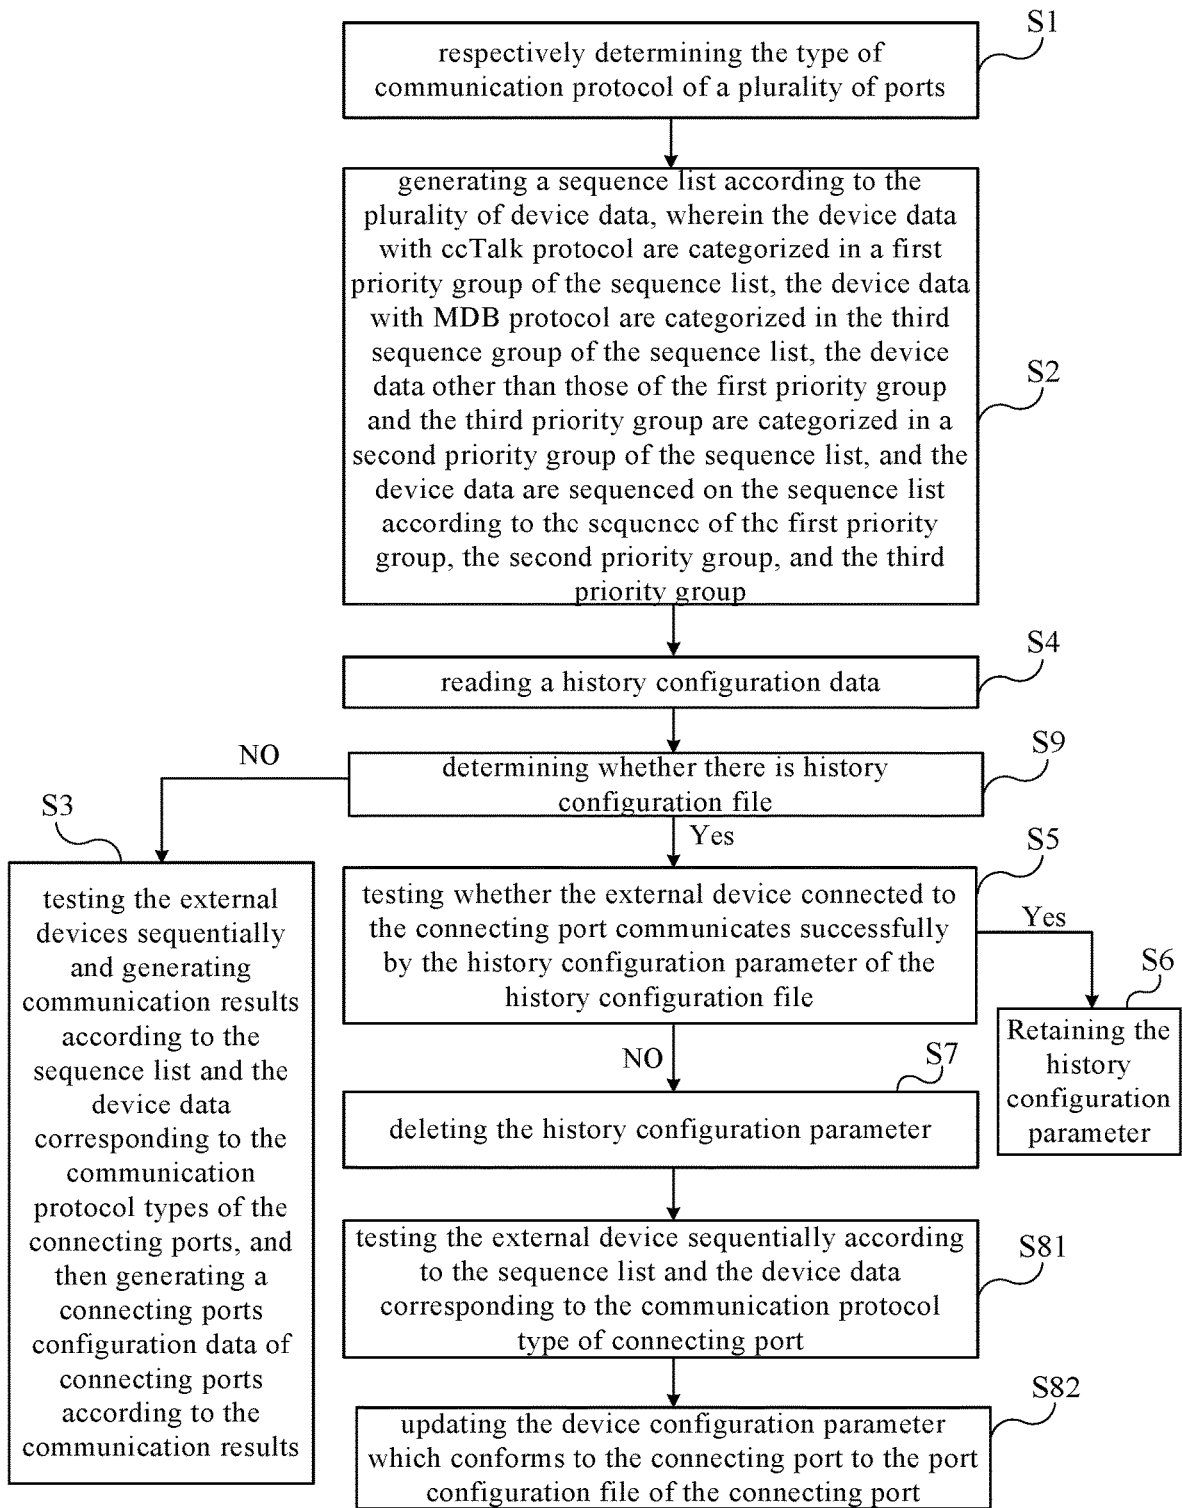 S1
respectively determining the type of
communication protocol of a plurality of ports
generating a sequence list according to the
plurality of device data, wherein the device data
with ccTalk protocol are categorized in a first
priority group of the sequence list, the device data
with MDB protocol are categorized in the third
sequence group of the sequence list, the device
data other than those of the first priority group
and the third priority group are categorized in a
second priority group of the sequence list, and the
device data are sequenced on the sequence list
according to the sequence of the first priority
group, the second priority group, and the third
priority group
S2
S4
reading a history configuration data
S9
determining whether there is history
configuration file
NO
Yes
S3
testing the external
devices sequentially
and generating
communication results
according to the
sequence list and the
device data
corresponding to the
communication
protocol types of the
connecting ports, and
then generating a
connecting ports
configuration data of
connecting ports
according to the
communication results
S5
testing whether the external device connected to
the connecting port communicates successfully
by the history configuration parameter of the
history configuration file
Yes
S6
Retaining the
history
configuration
parameter
NO
S7
deleting the history configuration parameter
testing the external device sequentially according
to the sequence list and the device data
corresponding to the communication protocol
type of connecting port
S81
S82
updating the device configuration parameter
which conforms to the connecting port to the port
configuration file of the connecting port